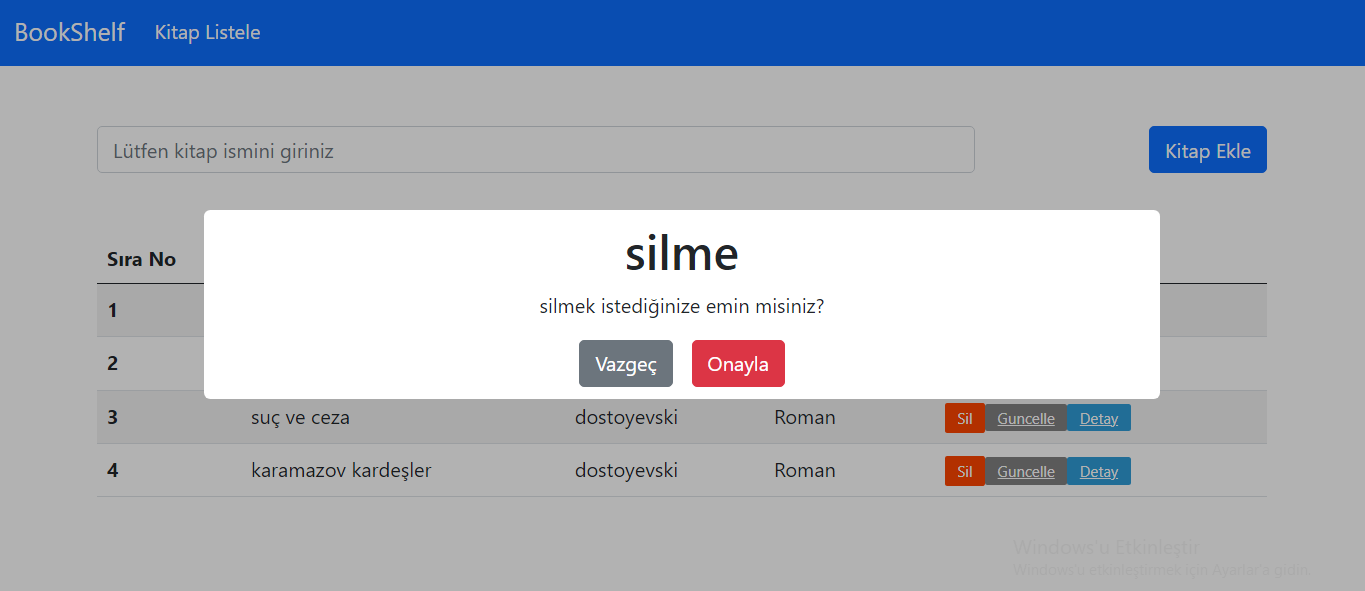 BookShelf Kitap Listele
Lütfen kitap ismini giriniz Kitap Ekle
silme
silmek istediğinize emin misiniz?
Vazgeç Onayla
Sıra No
1
2
3 suç ve ceza dostoyevski Roman Sil Guncelle Detay
4 karamazov kardeşler dostoyevski Roman Sil Guncelle Detay
Windows'u Etkinleştir
Windows'u etkinleştirmek için Ayarlar'a gidin.